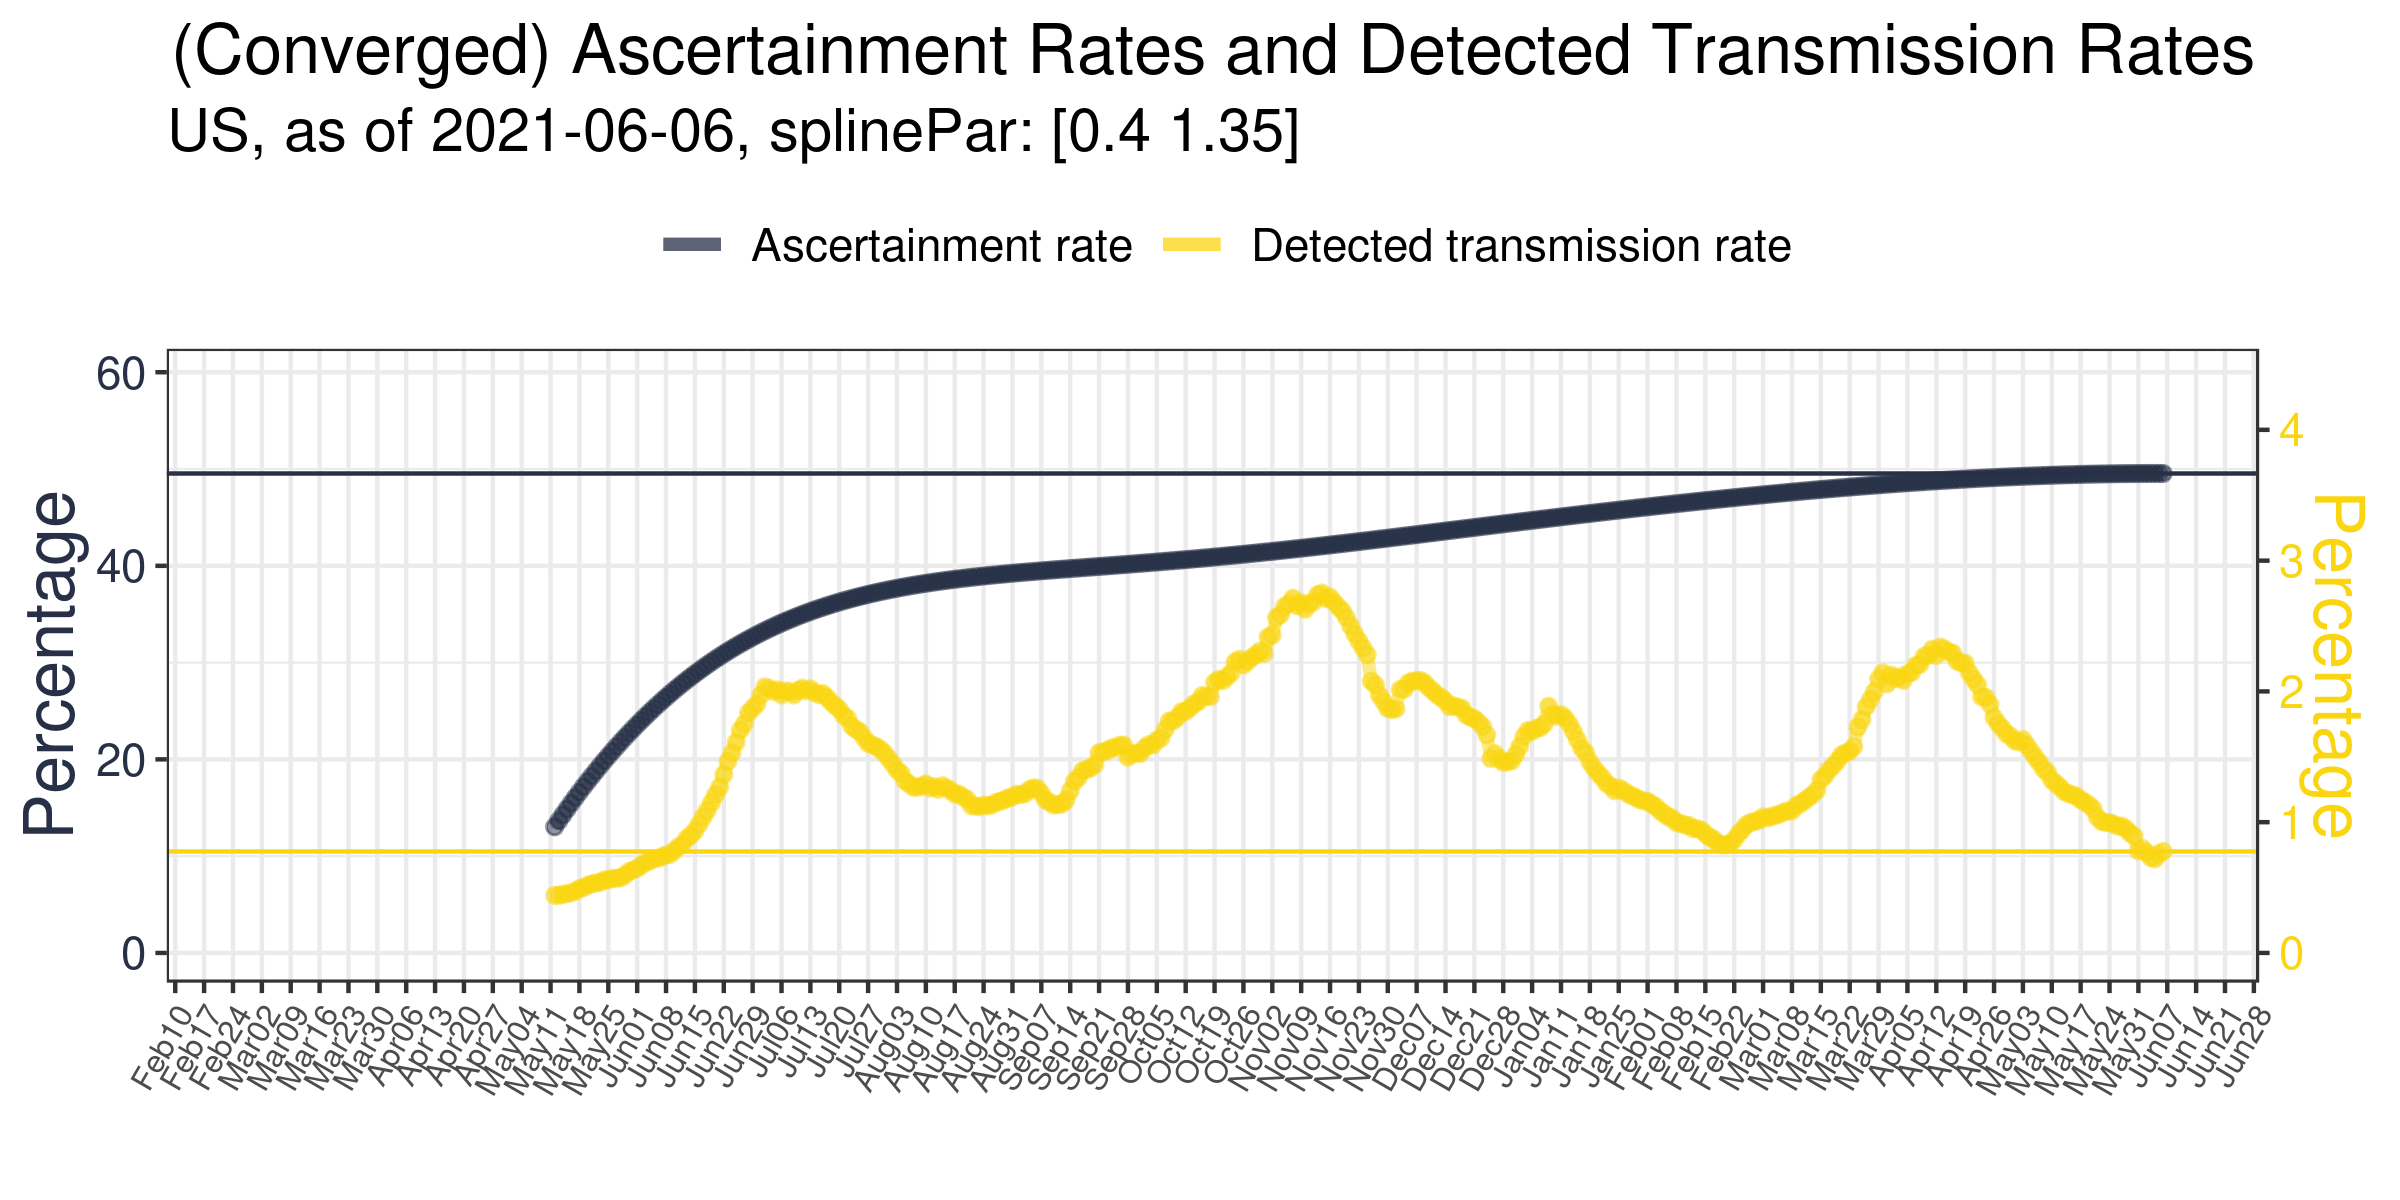 (Converged) Ascertainment Rates and Detected Transmission Rates
US, as of 2021-06-06, splinePar: [0.4 1.35]
Ascertainment rate
Detected transmission rate
Percentage
60
40
20
0
4
3
2
1
0
Percentage
Feb10
Feb17
Feb24
Mar02
Mar09
Mar16
Mar23
Mar30
Apr06
Apr13
Apr20
Apr27
May04
May11
May18
May25
Jun01
Jun08
Jun15
Jun22
Jun29
Jul06
Jul13
Jul20
Jul27
Aug03
Aug10
Aug17
Aug24
Aug31
Sep07
Sep14
Sep21
Sep28
Oct05
Oct12
Oct19
Oct26
Nov02
Nov09
Nov16
Nov23
Nov30
Dec07
Dec14
Dec21
Dec28
Jan04
Jan11
Jan18
Jan25
Feb01
Feb08
Feb15
Feb22
Mar01
Mar08
Mar15
Mar22
Mar29
Apr05
Apr12
Apr19
Apr26
May03
May10
May17
May24
May31
Jun07
Jun14
Jun21
Jun28